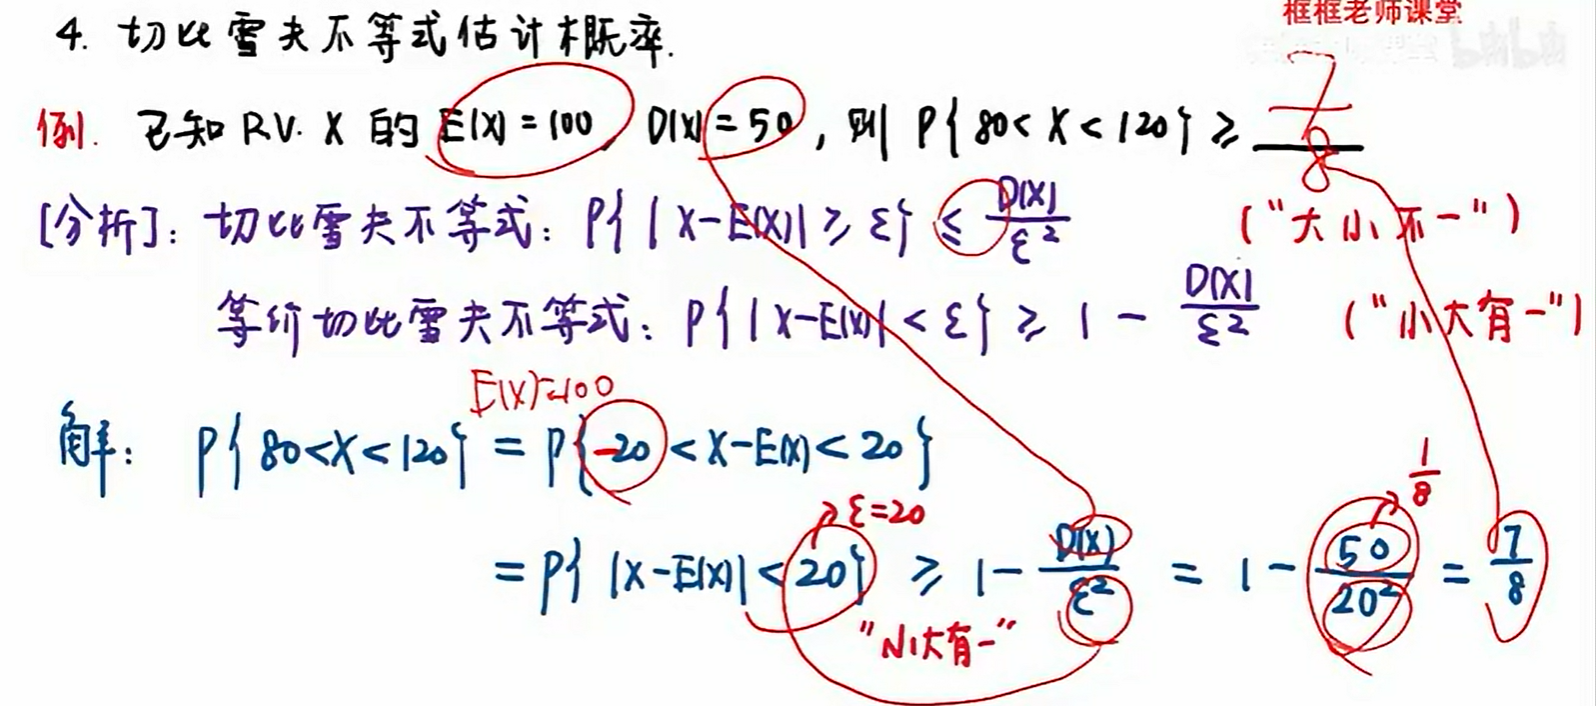 框框老师课堂
4. 切比雪夫不等式估计概率.
例. 已知 R.V. X 的 E(X) = 100, D(X) = 50, 则 P{ 80 < X < 120 } ≥ 7/8
[分析]: 切比雪夫不等式: P{ |X-E(X)| ≥ ε } ≤ D(X)/ε² ("大小不一")
等价切比雪夫不等式: P{ |X-E(X)| < ε } ≥ 1 - D(X)/ε² ("小大有一")
E(X)=100
解: P{ 80<X<120 } = P{ -20 < X-E(X) < 20 }
ε=20 1/8
= P{ |X-E(X)| < 20 } ≥ 1 - D(X)/ε² = 1 - 50/20² = 7/8
"小大有一"